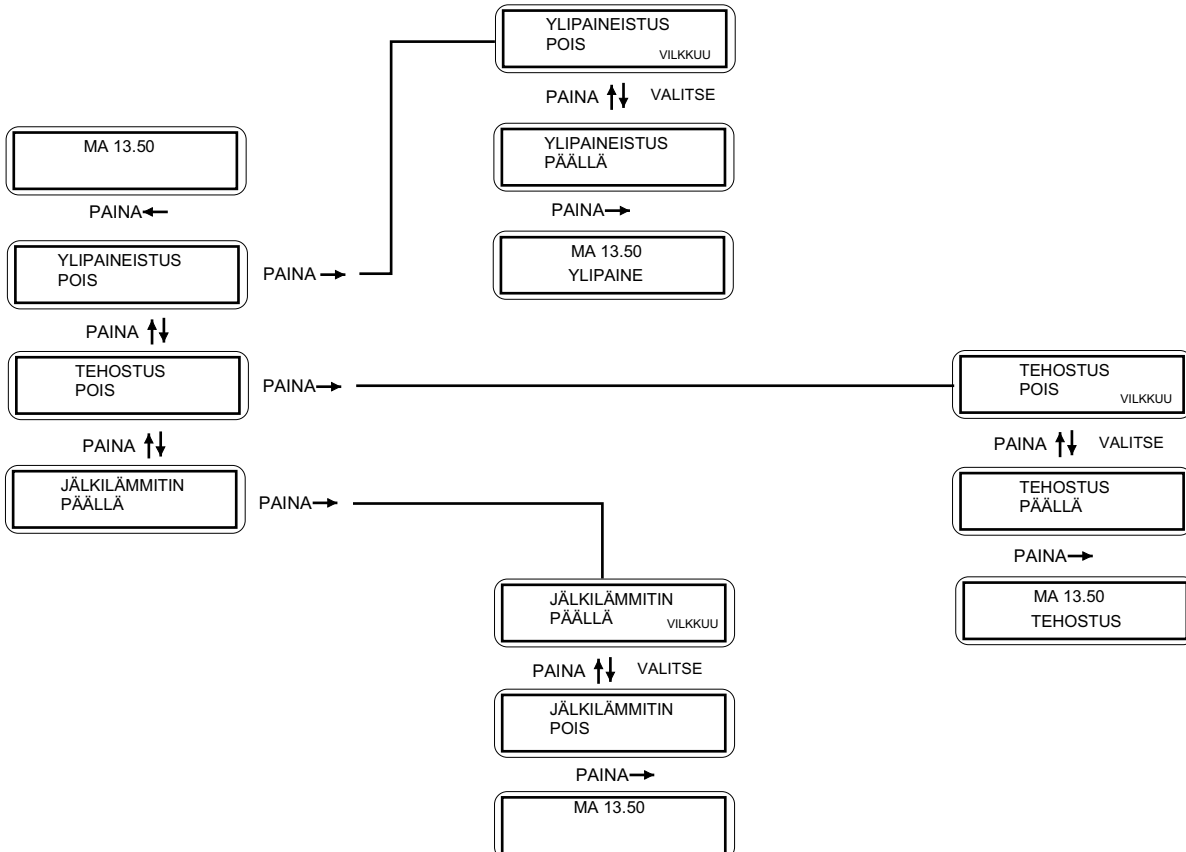 YLIPAINEISTUS
POIS
VILKKUU
PAINA VALITSE
YLIPAINEISTUS
PÄÄLLÄ
PAINA
MA 13.50
YLIPAINE
MA 13.50
PAINA
YLIPAINEISTUS
POIS
PAINA
PAINA
TEHOSTUS
POIS
PAINA
PAINA
JÄLKILÄMMITIN
PÄÄLLÄ
PAINA
TEHOSTUS
POIS
VILKKUU
PAINA VALITSE
TEHOSTUS
PÄÄLLÄ
PAINA
MA 13.50
TEHOSTUS
JÄLKILÄMMITIN
PÄÄLLÄ VILKKUU
PAINA VALITSE
JÄLKILÄMMITIN
POIS
PAINA
MA 13.50